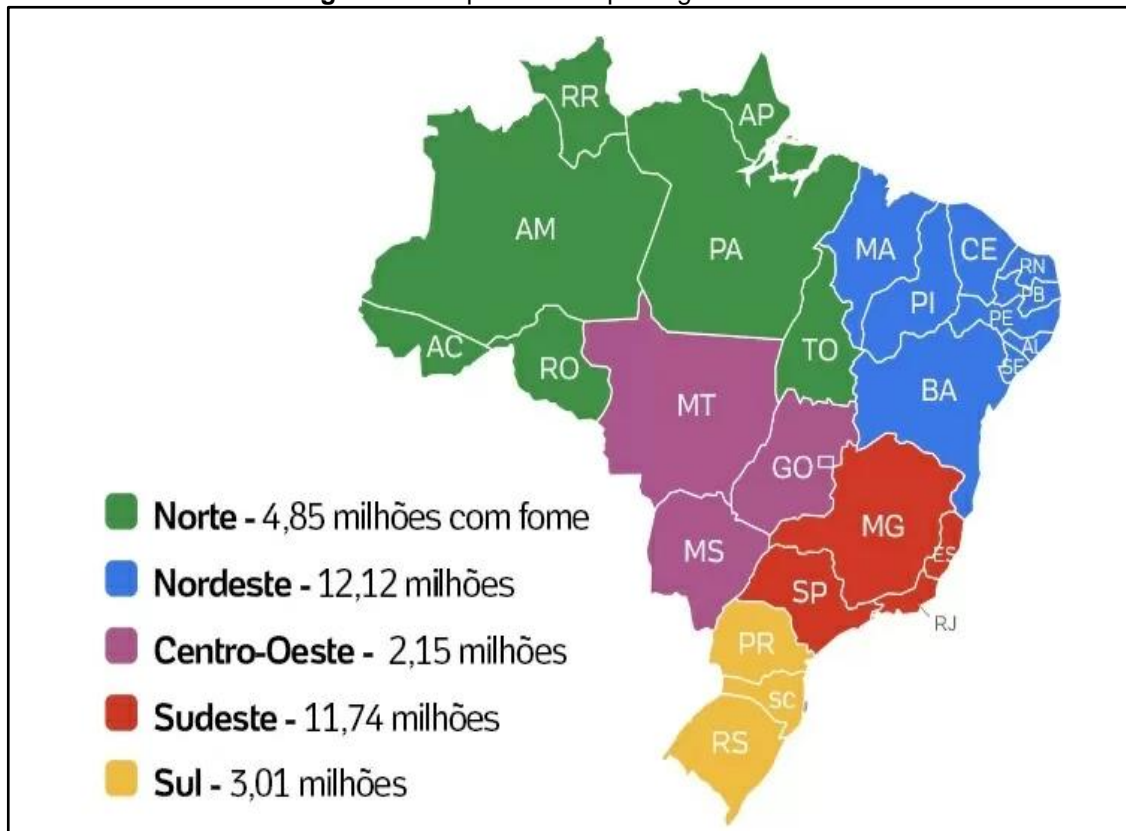 RR
AP
AM
PA
MA
CE
RN
PB
PI
PE
AL
SE
AC
TO
RO
BA
MT
GO
Norte - 4,85 milhões com fome
MG
MS
ES
Nordeste - 12,12 milhões
SP
RJ
Centro-Oeste - 2,15 milhões
PR
Sudeste - 11,74 milhões
SC
RS
Sul - 3,01 milhões